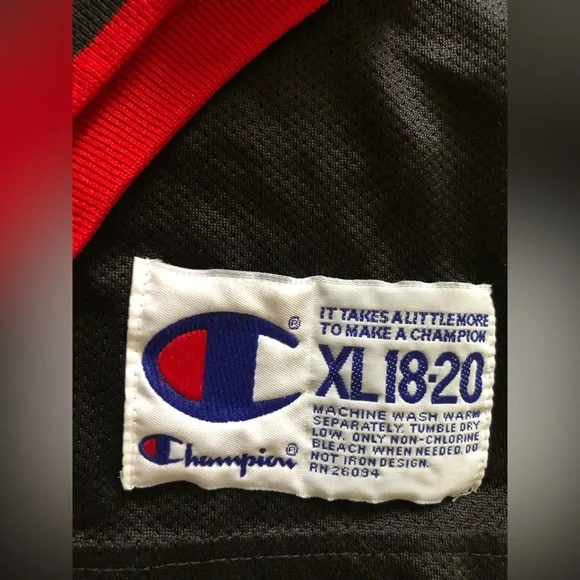 IT TAKES A LITTLE MORE
TO MAKE A CHAMPION
XL 18-20
MACHINE WASH WARM
SEPARATELY. TUMBLE DRY
LOW. ONLY NON-CHLORINE
BLEACH WHEN NEEDED. DO
NOT IRON DESIGN.
RN 26094
®
Champion®